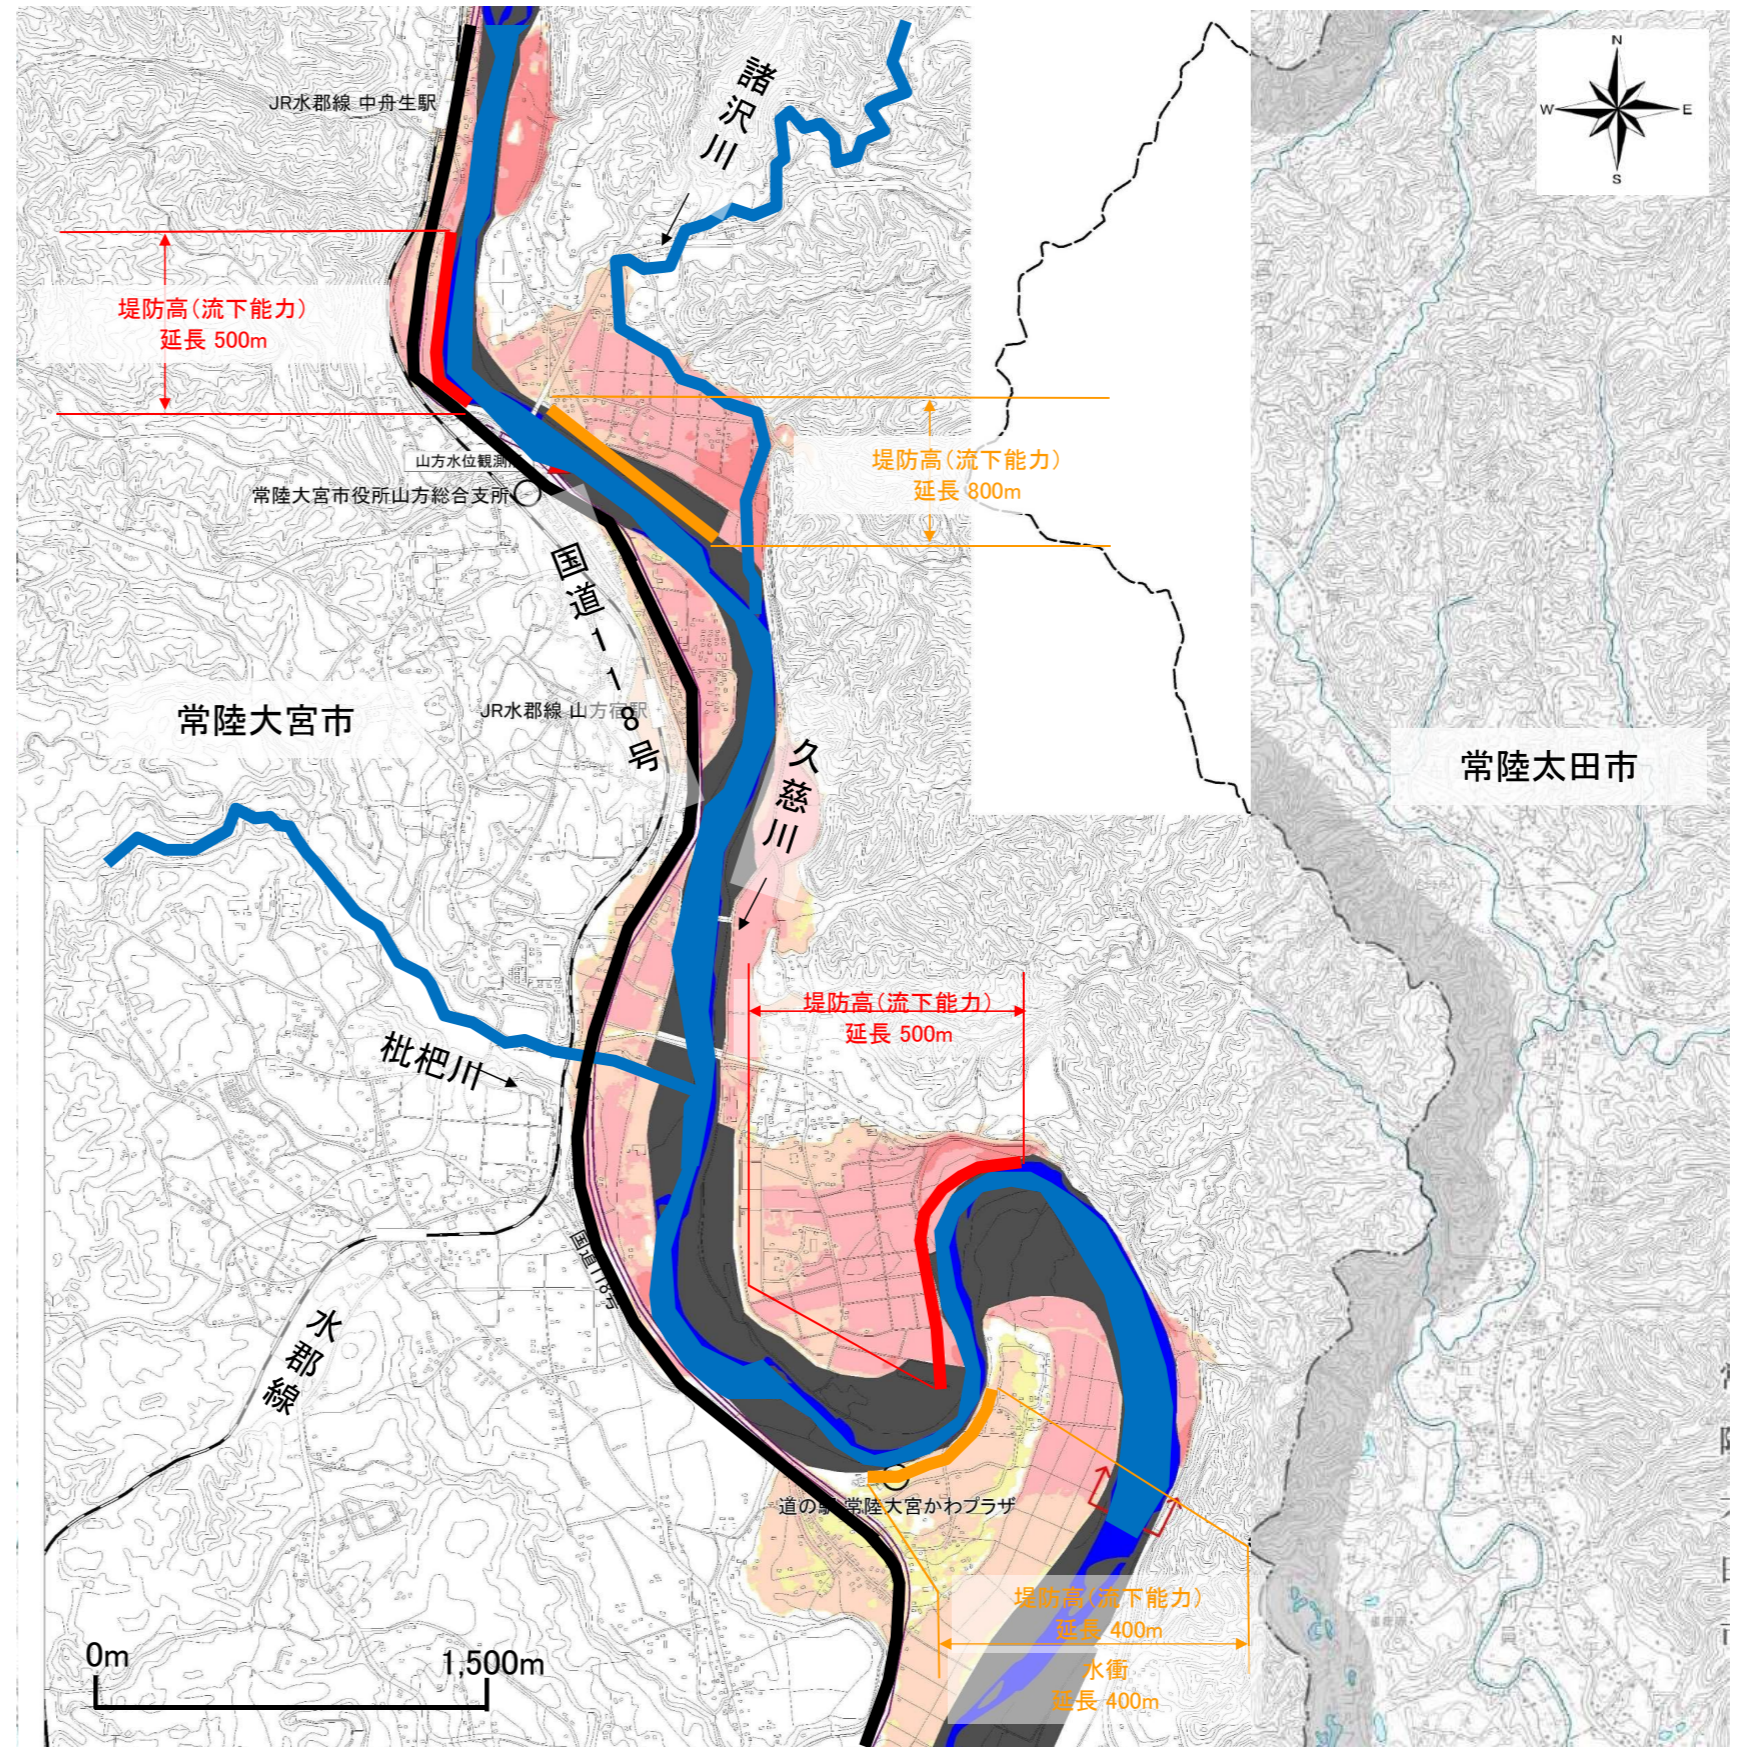 N
W
E
S
諸沢川
JR水郡線 中舟生駅
堤防高(流下能力)
延長 500m
堤防高(流下能力)
延長 800m
山方水位観測
常陸大宮市役所山方総合支所
国道118号
常陸大宮市
JR水郡線 山方宿駅
久慈川
常陸太田市
堤防高(流下能力)
延長 500m
枇杷川
国道118号
水郡線
道の駅 常陸大宮かわプラザ
堤防高(流下能力)
延長 400m
水衝
延長 400m
0m
1,500m